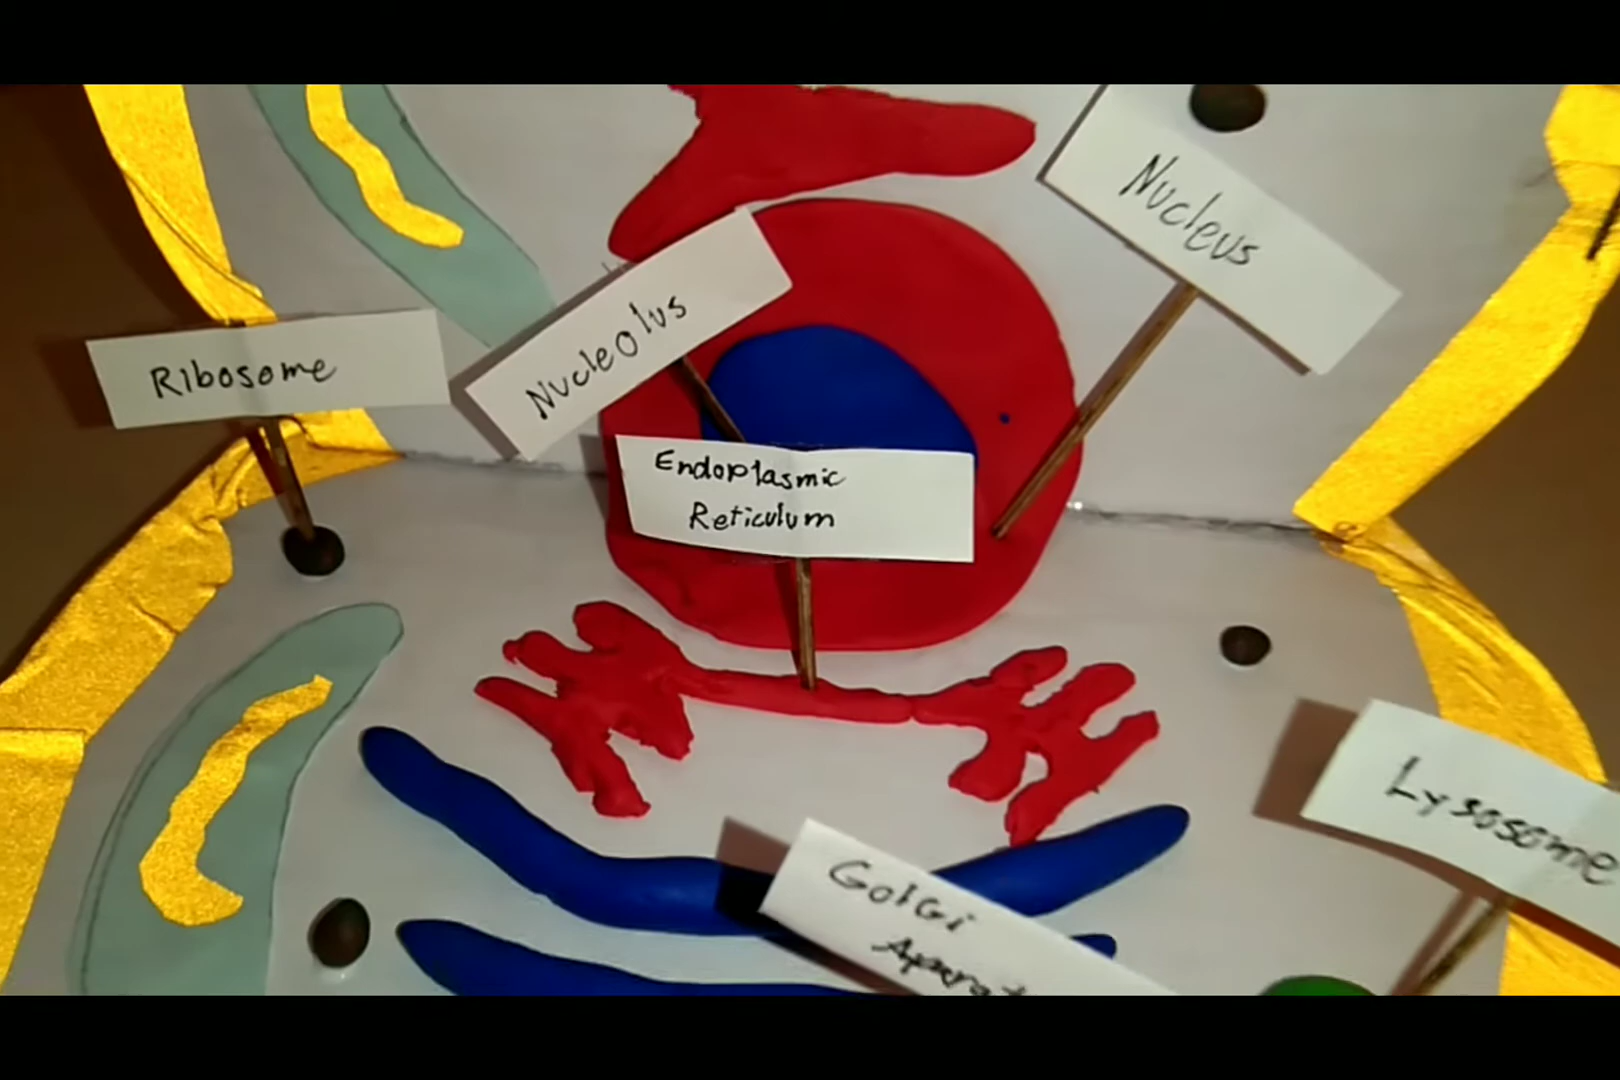 Nucleus
Nucleolus
Ribosome
Endoplasmic
Reticulum
Lysosome
Golgi